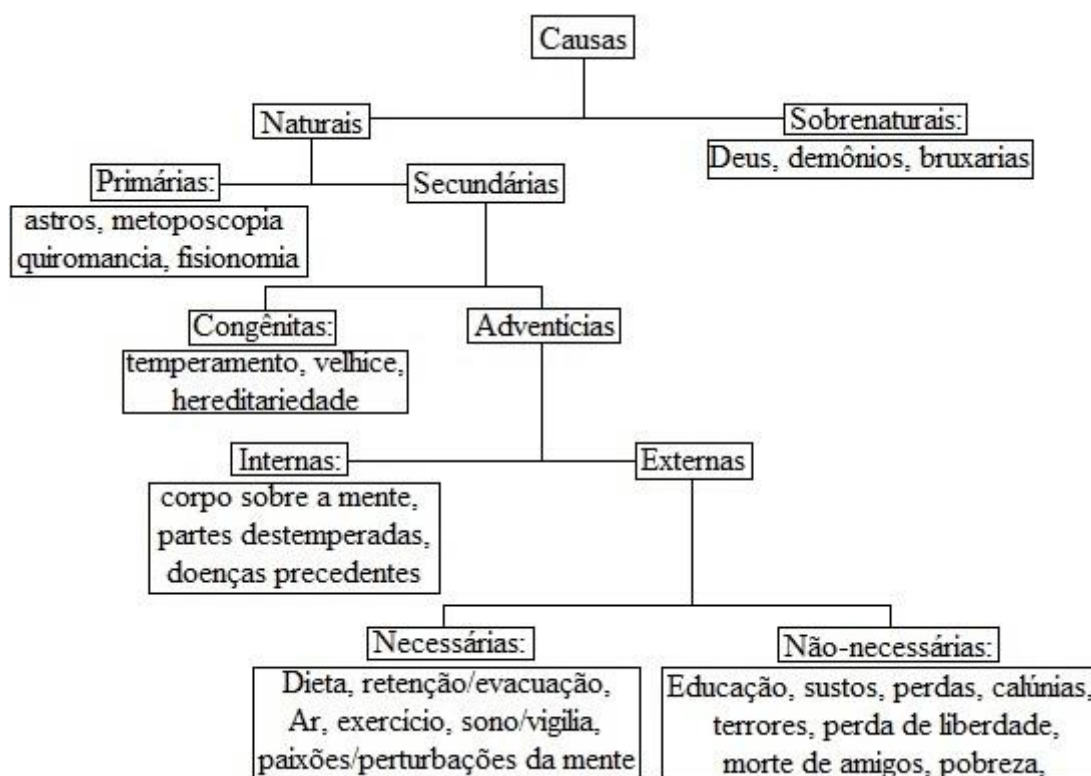 Causas
Naturais
Sobrenaturais:
Deus, demônios, bruxarias
Primárias:
astros, metoposcopia
quiromancia, fisionomia
Secundárias
Congênitas:
temperamento, velhice,
hereditariedade
Adventícias
Internas:
corpo sobre a mente,
partes destemperadas,
doenças precedentes
Externas
Necessárias:
Dieta, retenção/evacuação,
Ar, exercício, sono/vigília,
paixões/perturbações da mente
Não-necessárias:
Educação, sustos, perdas, calúnias,
terrores, perda de liberdade,
morte de amigos, pobreza,